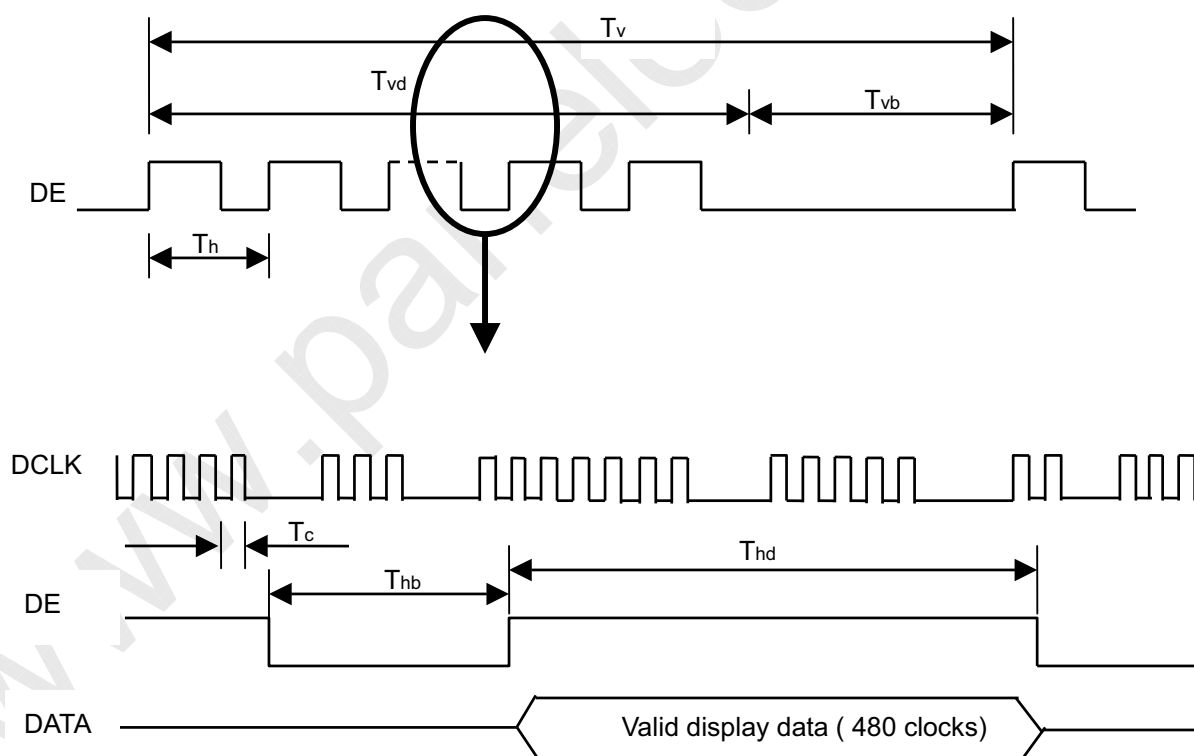 Tv
Tvd
Tvb
DE
Th
DCLK
Tc
Thd
Thb
DE
DATA
Valid display data ( 480 clocks)